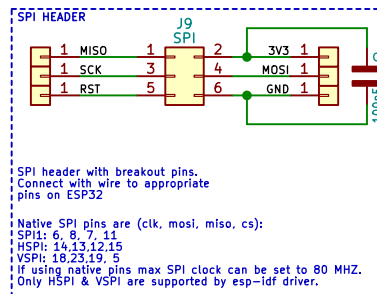 SPI HEADER
J9
SPI
1 MISO 1 2 3V3 1
1 SCK 3 4 MOSI 1
1 RST 5 6 GND 1
SPI header with breakout pins.
Connect with wire to appropriate
pins on ESP32
Native SPI pins are (clk, mosi, miso, cs):
SPI1: 6, 8, 7, 11
HSPI: 14,13,12,15
VSPI: 18,23,19, 5
If using native pins max SPI clock can be set to 80 MHZ.
Only HSPI & VSPI are supported by esp-idf driver.